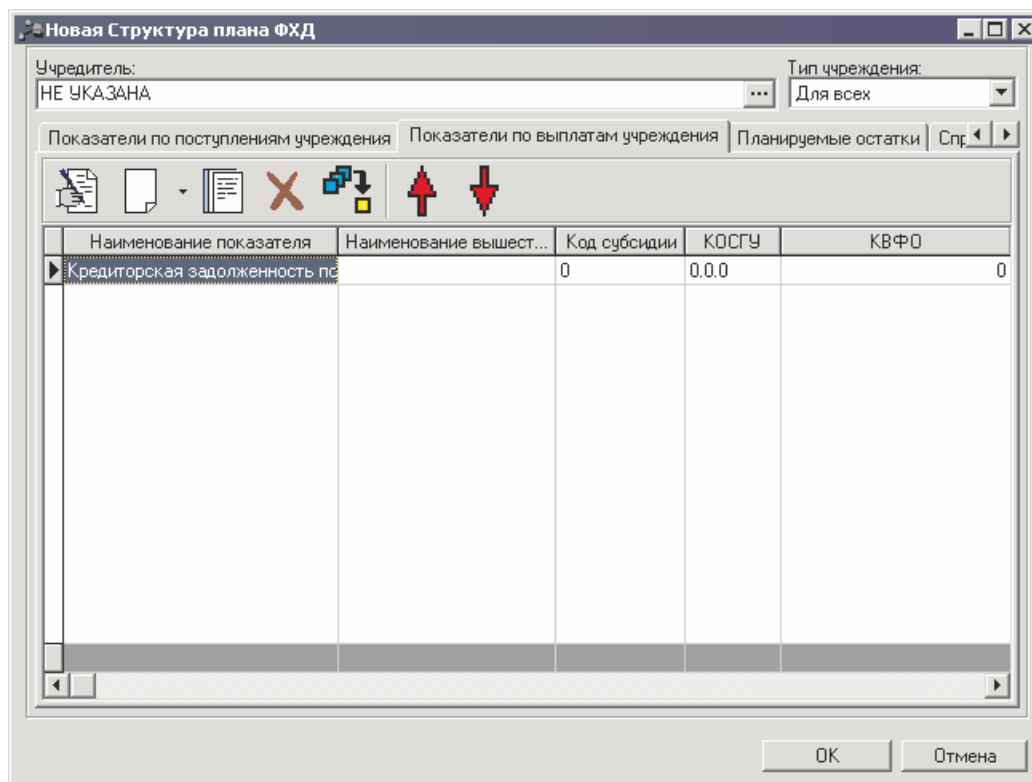 Новая Структура плана ФХД
Учредитель: Тип учреждения:
НЕ УКАЗАНА ... Для всех
Показатели по поступлениям учреждения Показатели по выплатам учреждения Планируемые остатки Спр
Наименование показателя Наименование вышест... Код субсидии КОСГУ КВФО
Кредиторская задолженность по 0 0.0.0 0
OK Отмена